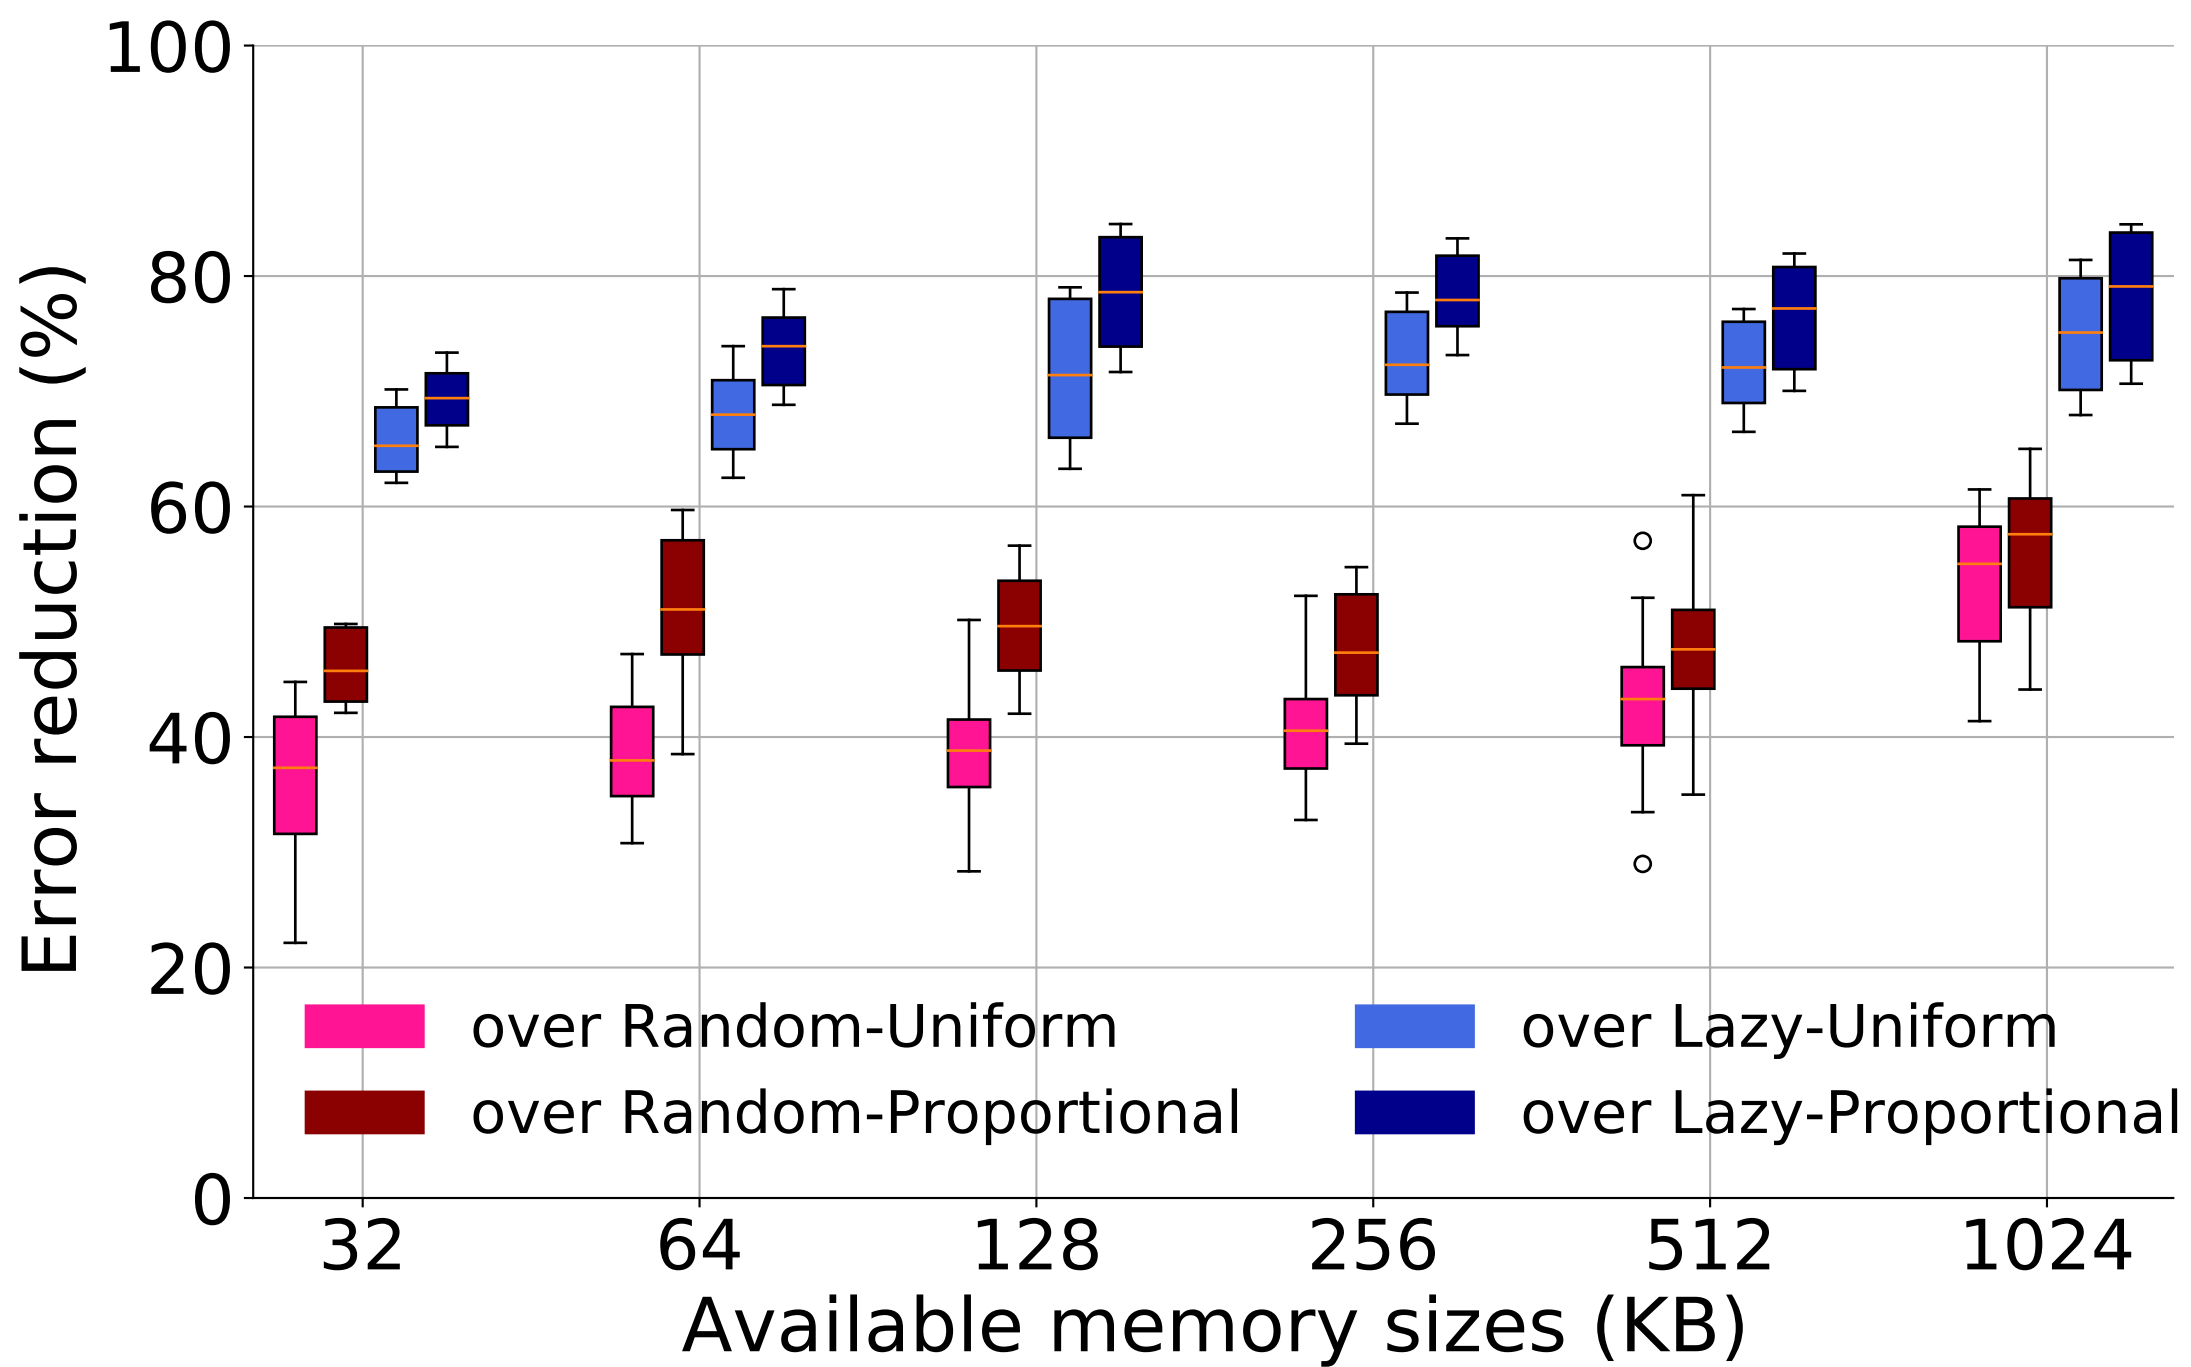 Error reduction (%)
100
80
60
40
20
0
over Random-Uniform
over Random-Proportional
over Lazy-Uniform
over Lazy-Proportional
32 64 128 256 512 1024
Available memory sizes (KB)